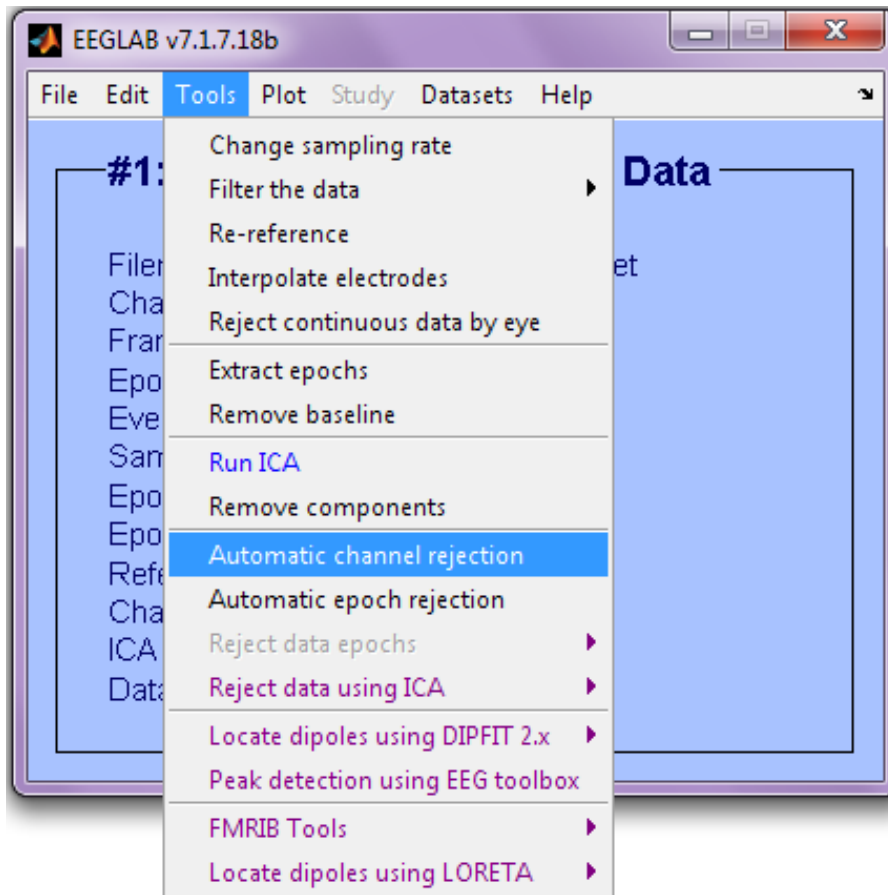 EEGLAB v7.1.7.18b
File Edit Tools Plot Study Datasets Help
#1: Data
Change sampling rate
Filter the data
Re-reference
Interpolate electrodes
et
Reject continuous data by eye
Extract epochs
Remove baseline
Run ICA
Remove components
Automatic channel rejection
Automatic epoch rejection
ICA
Reject data epochs
Reject data using ICA
Locate dipoles using DIPFIT 2.x
Peak detection using EEG toolbox
FMRIB Tools
Locate dipoles using LORETA